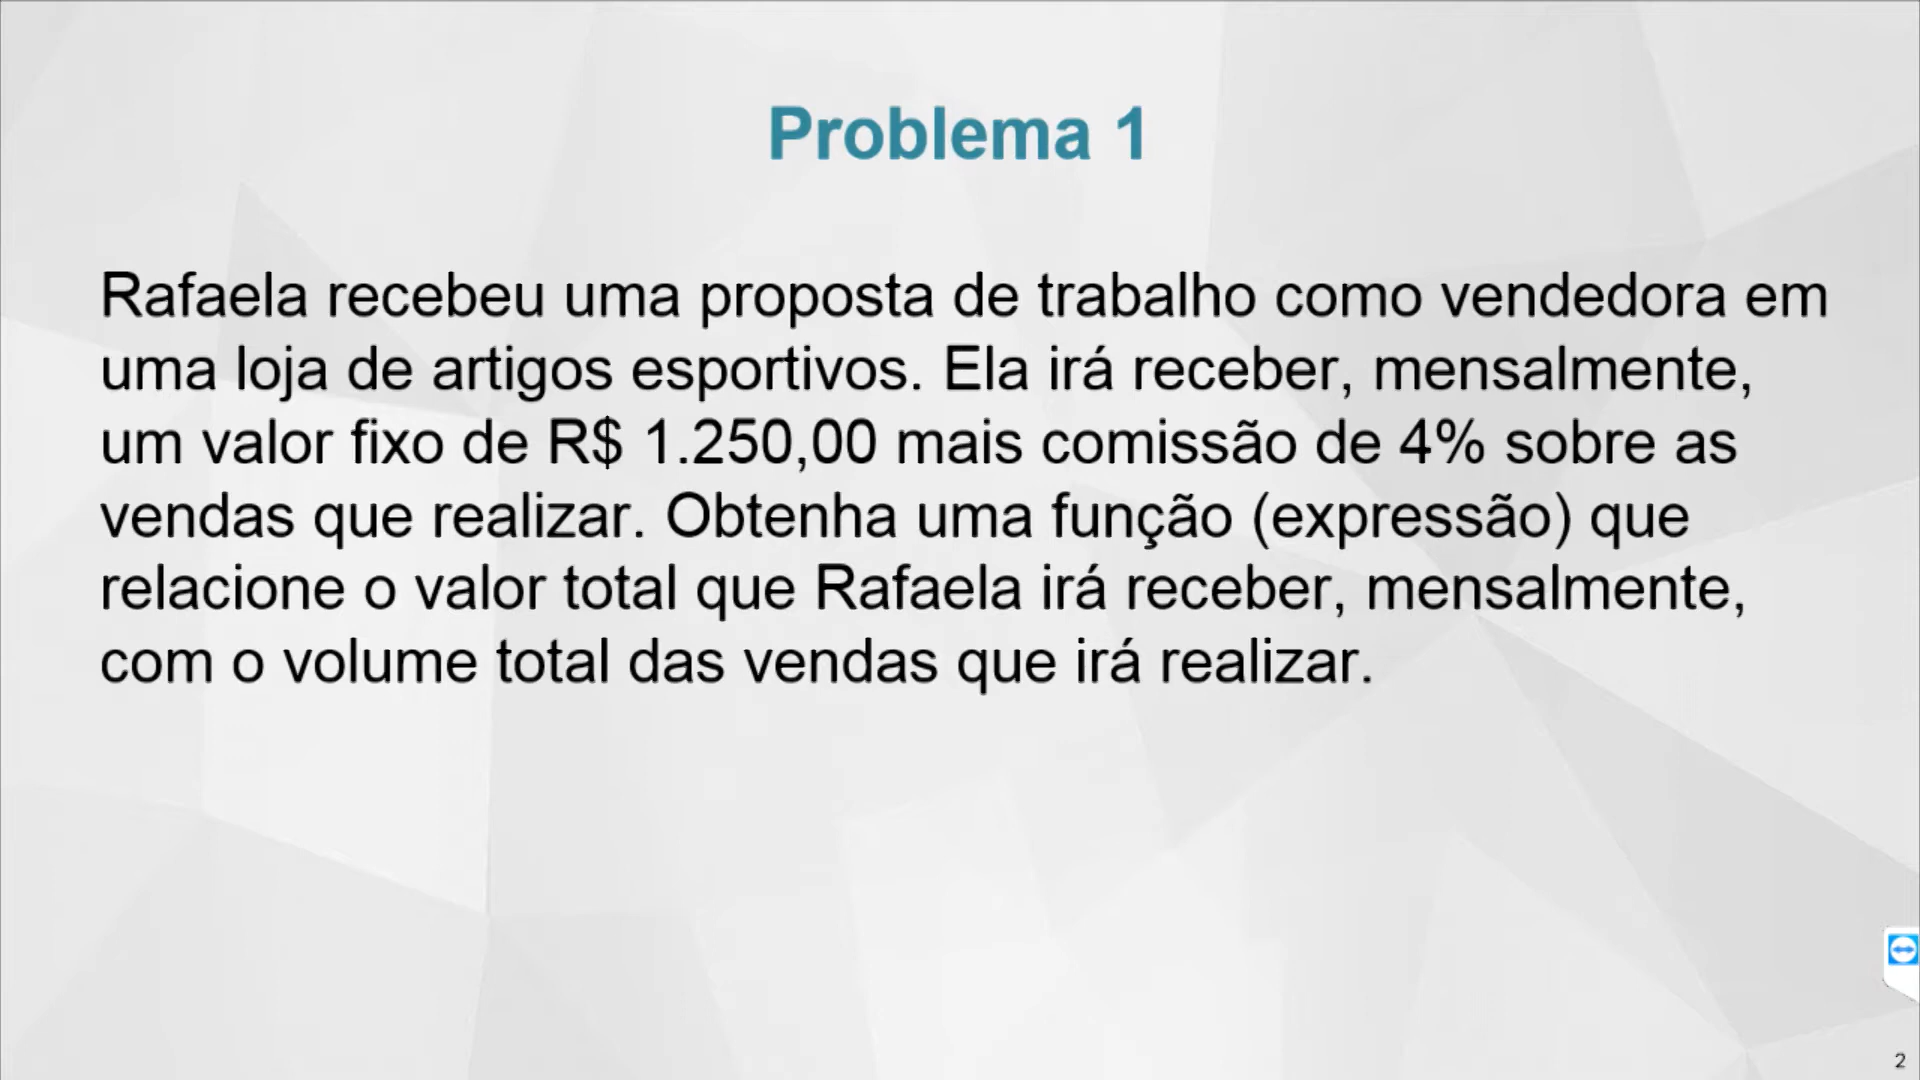 Problema 1
Rafaela recebeu uma proposta de trabalho como vendedora em
uma loja de artigos esportivos. Ela irá receber, mensalmente,
um valor fixo de R$ 1.250,00 mais comissão de 4% sobre as
vendas que realizar. Obtenha uma função (expressão) que
relacione o valor total que Rafaela irá receber, mensalmente,
com o volume total das vendas que irá realizar.
2